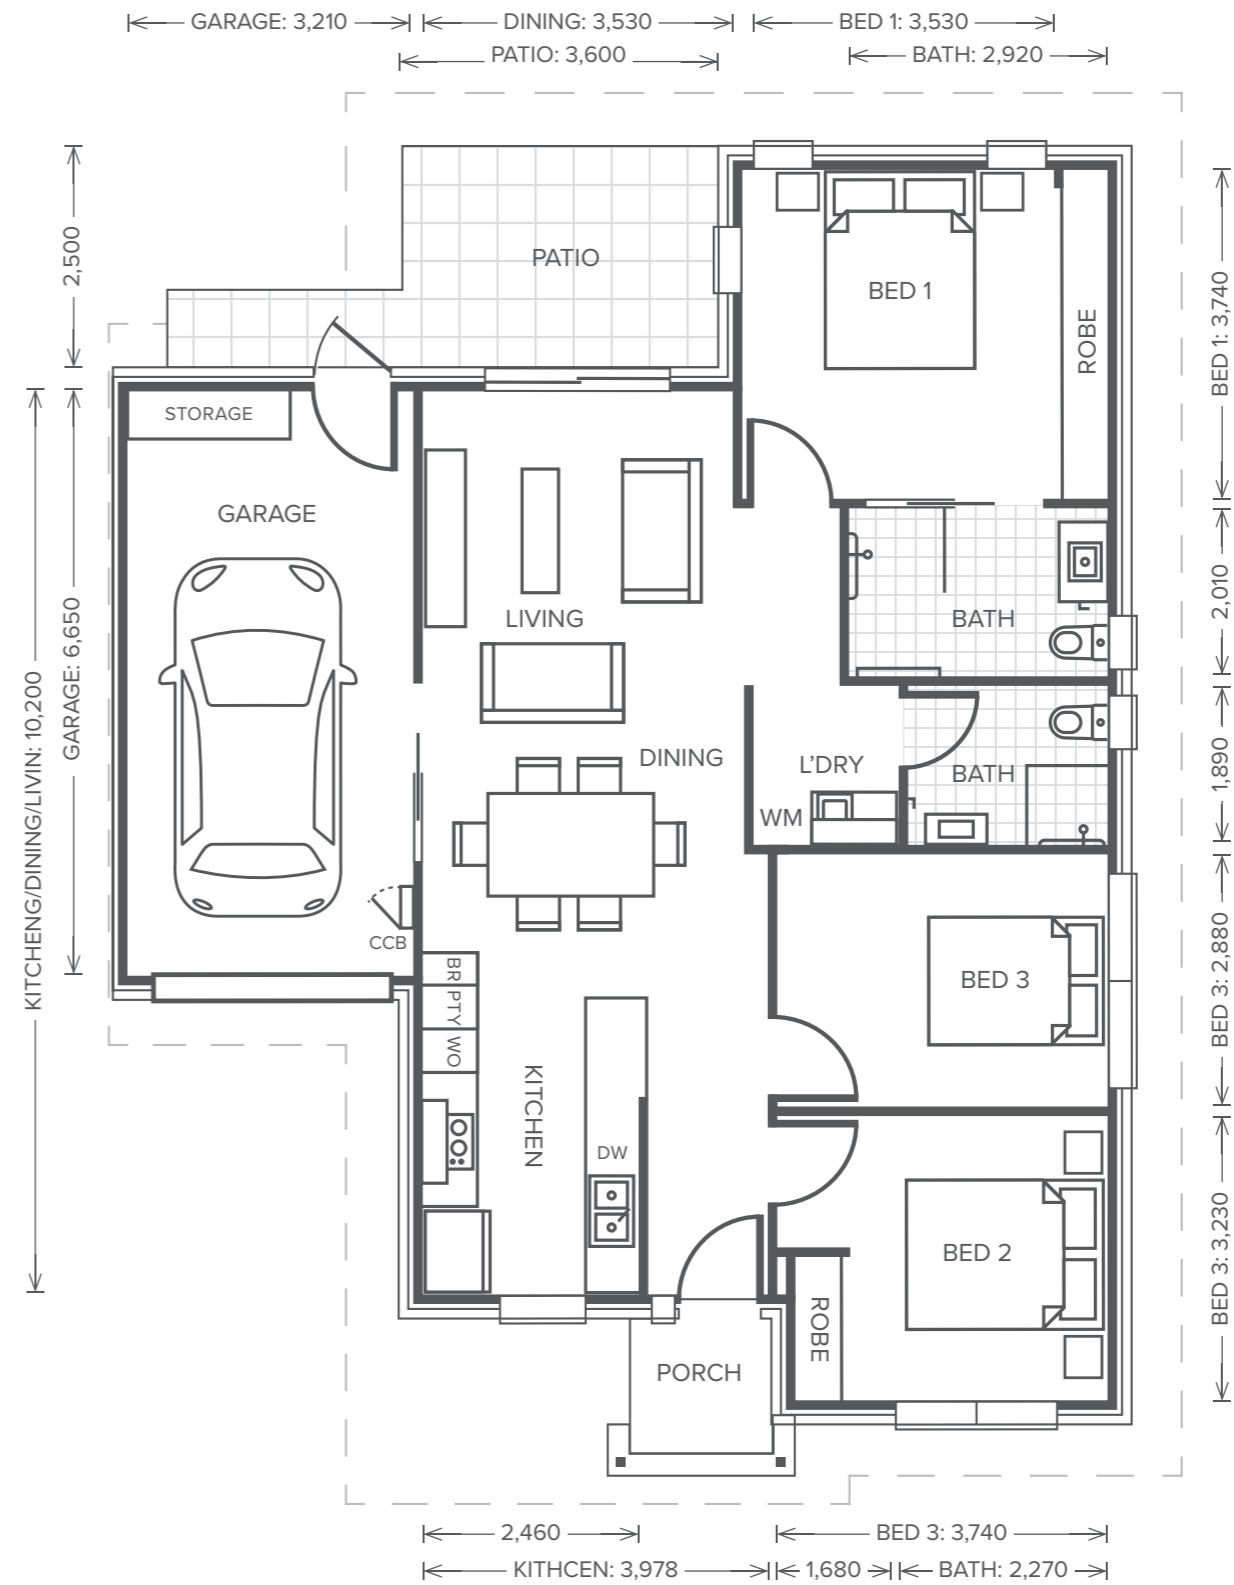 GARAGE: 3,210
DINING: 3,530
BED 1: 3,530
PATIO: 3,600
BATH: 2,920
2,500
PATIO
BED 1
ROBE
BED 1: 3,740
STORAGE
GARAGE
LIVING
BATH
2,010
GARAGE: 6,650
KITCHENG/DINING/LIVIN: 10,200
DINING
L'DRY
BATH
WM
1,890
CCB
BR
PTY
WO
BED 3
BED 3: 2,880
KITCHEN
DW
BED 2
BED 3: 3,230
ROBE
PORCH
2,460
BED 3: 3,740
KITHCEN: 3,978
1,680
BATH: 2,270